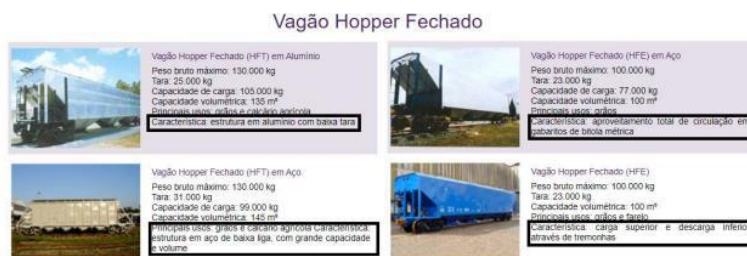 Vagão Hopper Fechado
Vagão Hopper Fechado (HFT) em Alumínio
Peso bruto máximo: 130.000 kg
Tara: 25.000 kg
Capacidade de carga: 105.000 kg
Capacidade volumétrica: 135 m³
Principais usos: grãos e calcário agrícola
Característica: estrutura em alumínio com baixa tara
Vagão Hopper Fechado (HFE) em Aço
Peso bruto máximo: 100.000 kg
Tara: 23.000 kg
Capacidade de carga: 77.000 kg
Capacidade volumétrica: 100 m³
Principais usos: grãos
Característica: aproveitamento total de circulação em
gabaritos de bitola métrica
Vagão Hopper Fechado (HFT) em Aço
Peso bruto máximo: 130.000 kg
Tara: 31.000 kg
Capacidade de carga: 99.000 kg
Capacidade volumétrica: 145 m³
Principais usos: grãos e calcário agrícola Característica:
estrutura em aço de baixa liga, com grande capacidade
e volume
Vagão Hopper Fechado (HFE)
Peso bruto máximo: 100.000 kg
Tara: 23.000 kg
Capacidade volumétrica: 100 m³
Principais usos: grãos e farelo
Característica: carga superior e descarga inferio
através de tremonhas